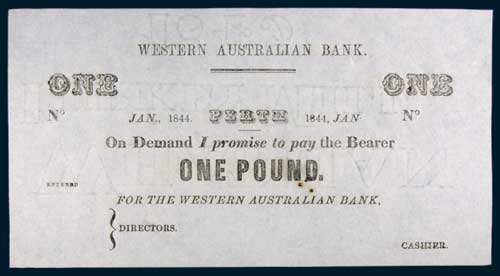 WESTERN AUSTRALIAN BANK.
ONE ONE
No No
JAN., 1844. PERTH 1844, JAN
On Demand I promise to pay the Bearer
ONE POUND.
ENTERED
FOR THE WESTERN AUSTRALIAN BANK,
DIRECTORS.
CASHIER.